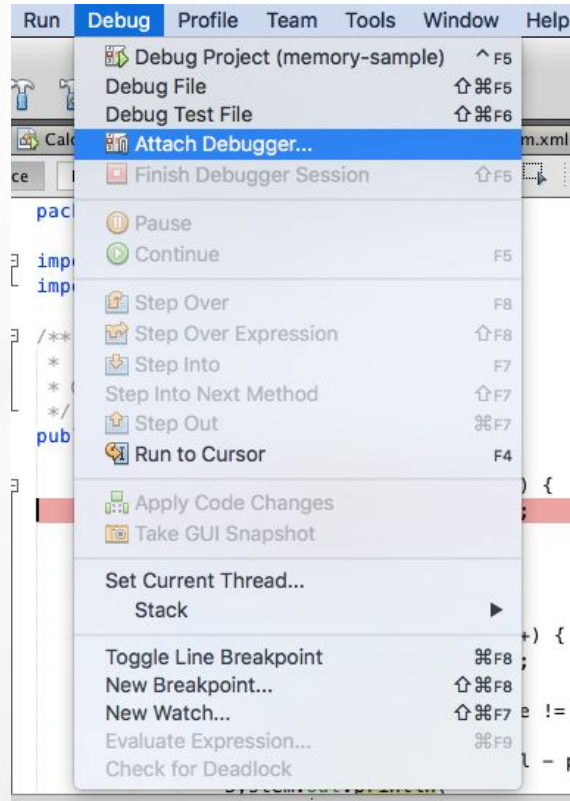 Run Debug Profile Team Tools Window Help
Debug Project (memory-sample) ^ F5
Debug File ⇧⌘F5
Debug Test File ⇧⌘F6
Attach Debugger...
m.xml
Finish Debugger Session ⇧F5
Pause
Continue F5
Step Over F8
/**
Step Over Expression ⇧F8
*
Step Into F7
*
Step Into Next Method ⇧F7
*/
Step Out ⌘F7
Run to Cursor F4
) {
Apply Code Changes
;
Take GUI Snapshot
Set Current Thread...
Stack ▶
+) {
Toggle Line Breakpoint ⌘F8
;
New Breakpoint... ⇧⌘F8
New Watch... ⇧⌘F7
e !=
Evaluate Expression... ⌘F9
Check for Deadlock